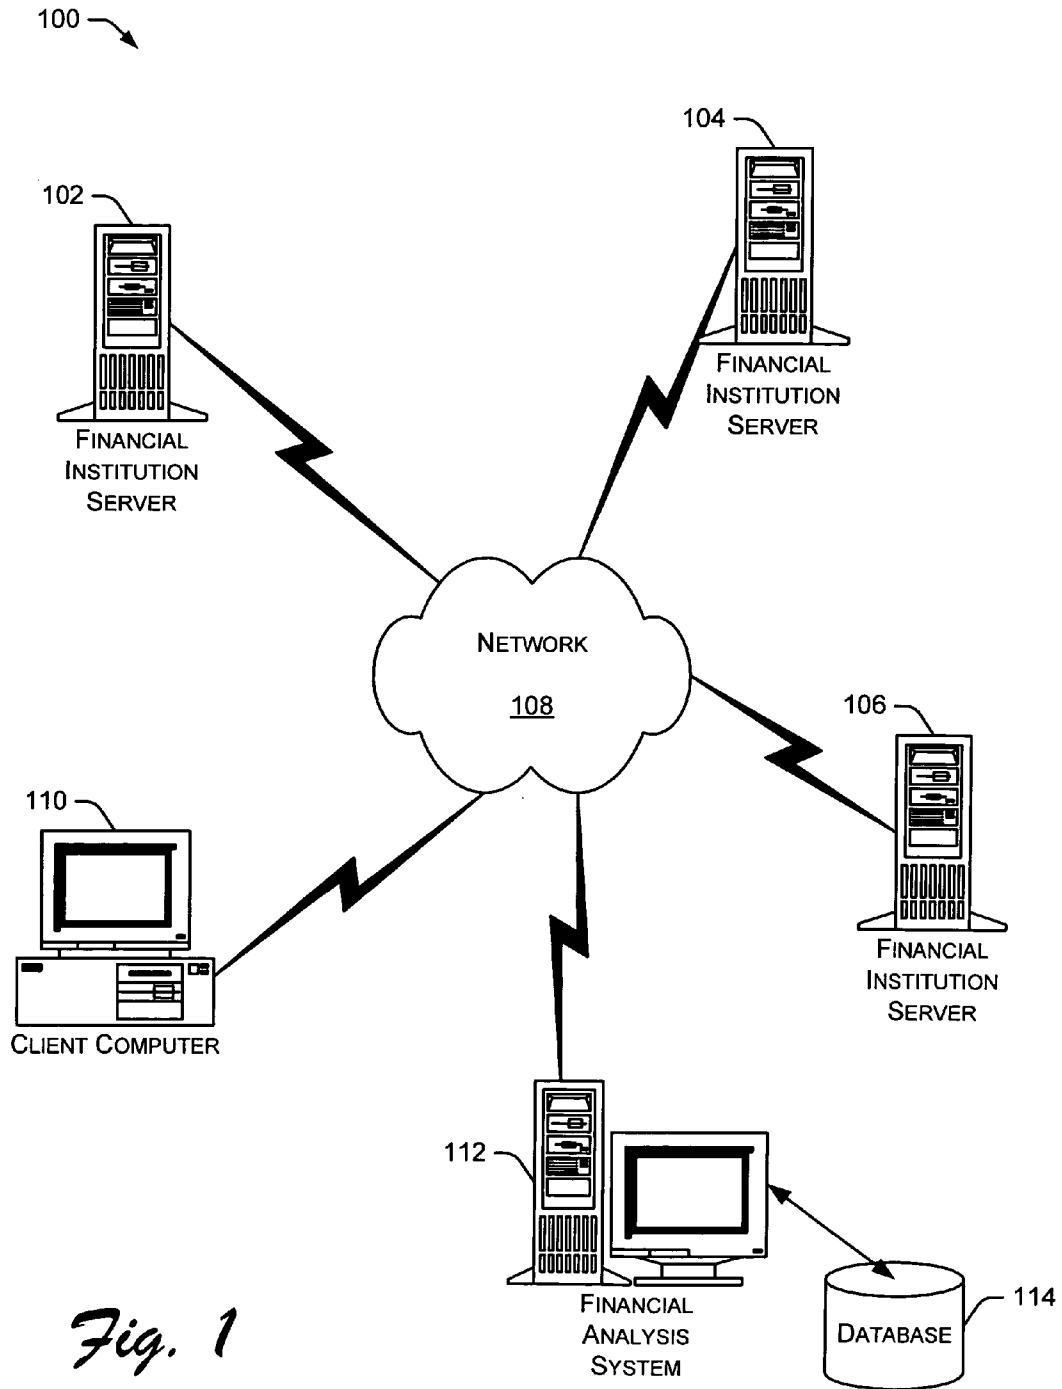 100
104
102
FINANCIAL
INSTITUTION
SERVER
FINANCIAL
INSTITUTION
SERVER
NETWORK
108
106
110
FINANCIAL
INSTITUTION
SERVER
CLIENT COMPUTER
112
FINANCIAL
ANALYSIS
SYSTEM
DATABASE
114
Fig. 1